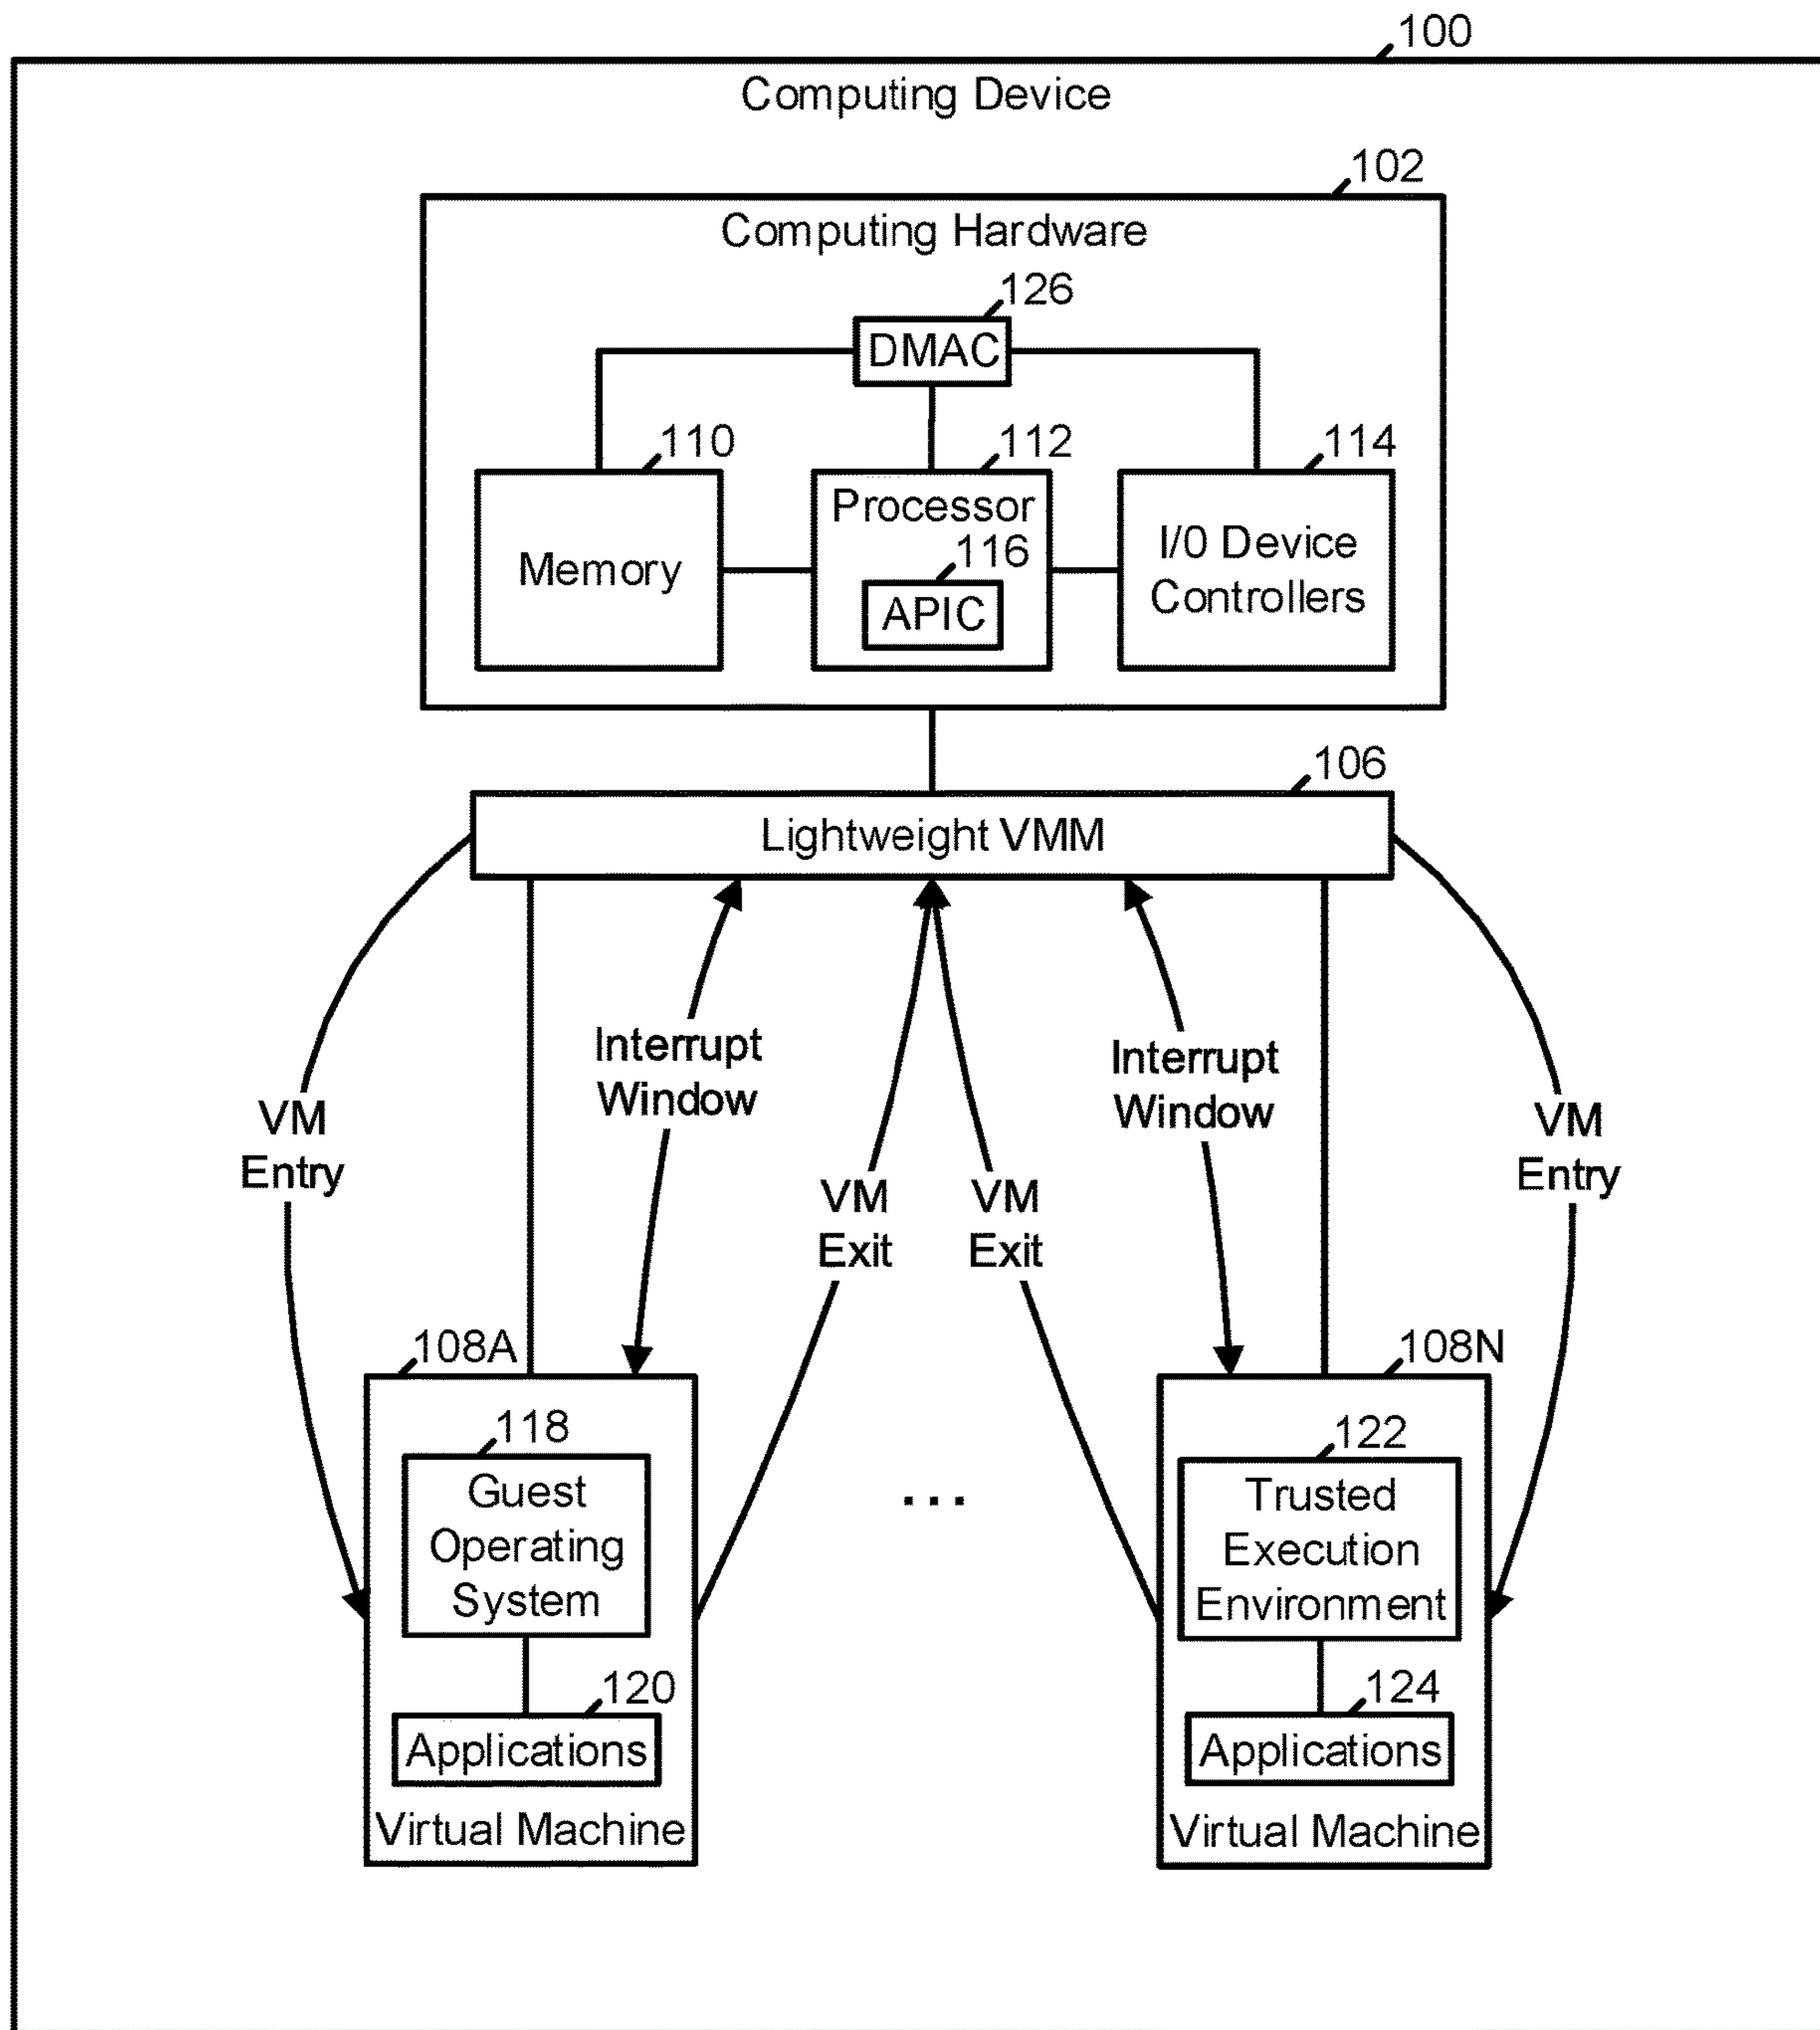 100
Computing Device
102
Computing Hardware
126
DMAC
110
112
114
Memory
Processor
116
APIC
I/0 Device
Controllers
106
Lightweight VMM
Interrupt
Window
Interrupt
Window
VM
Entry
VM
Entry
VM
Exit
VM
Exit
108A
108N
118
Guest
Operating
System
122
Trusted
Execution
Environment
...
120
Applications
124
Applications
Virtual Machine
Virtual Machine